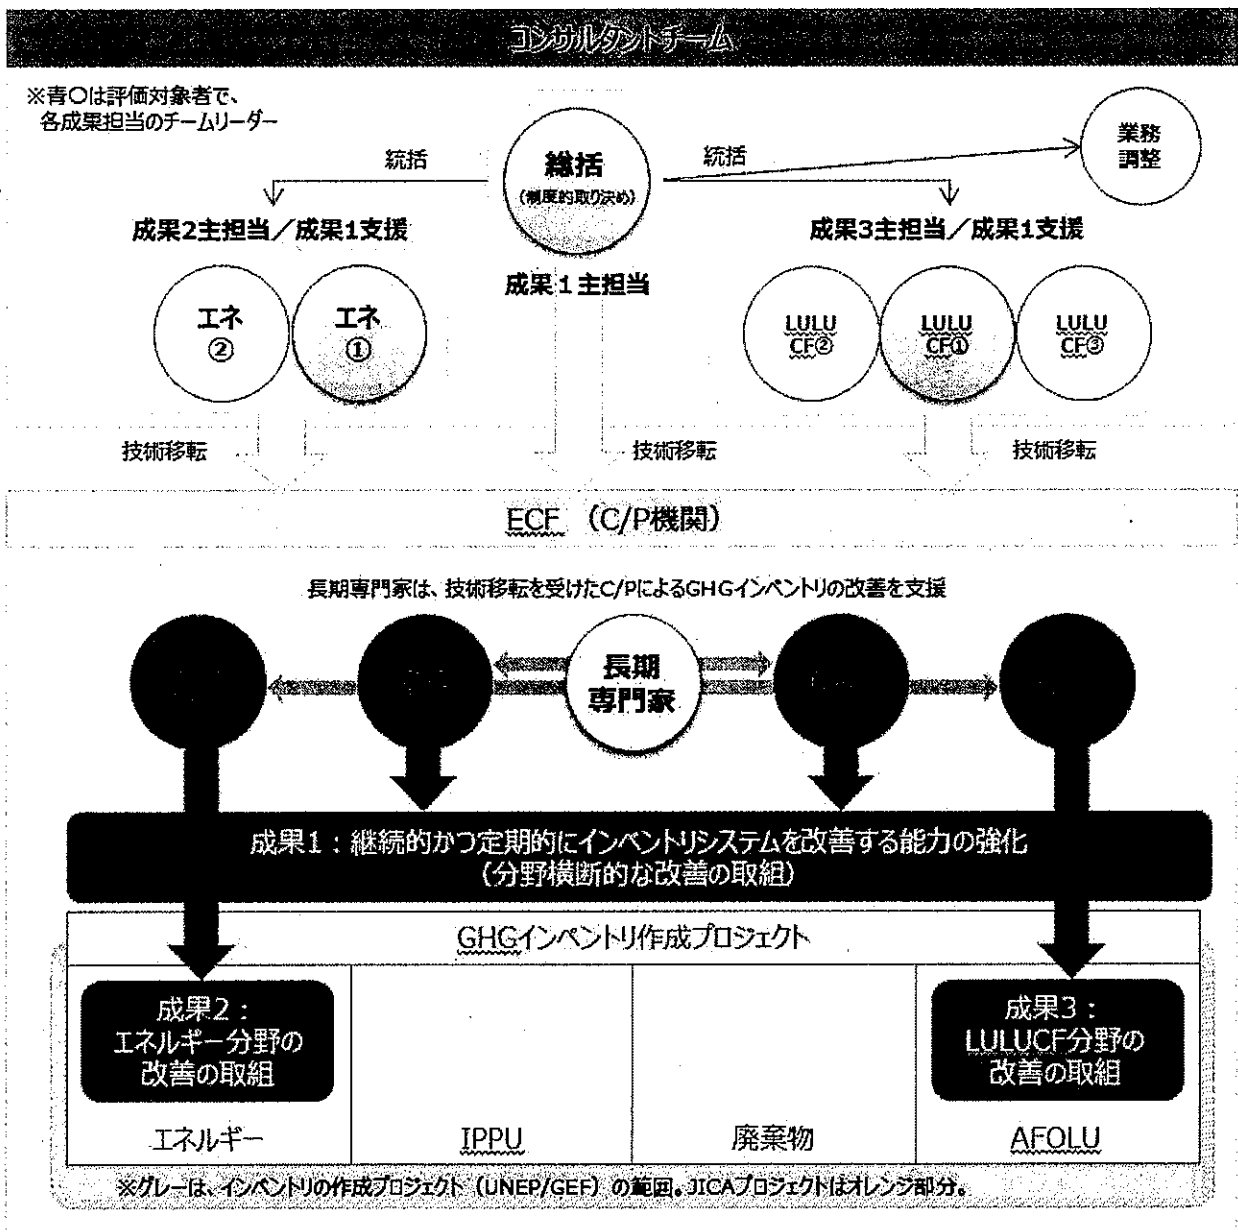 コンサルタントチーム
※青〇は評価対象者で、
各成果担当のチームリーダー
統括
総括
(制度的取り決め)
統括
業務
調整
成果2主担当／成果1支援
成果1主担当
成果3主担当／成果1支援
エネ
②
エネ
①
LULU
CF②
LULU
CF①
LULU
CF③
技術移転
技術移転
技術移転
ECF （C/P機関）
長期専門家は、技術移転を受けたC/PによるGHGインベントリの改善を支援
長期
専門家
成果1：継続的かつ定期的にインベントリシステムを改善する能力の強化
（分野横断的な改善の取組）
GHGインベントリ作成プロジェクト
成果2：
エネルギー分野の
改善の取組
成果3：
LULUCF分野の
改善の取組
エネルギー
IPPU
廃棄物
AFOLU
※グレーは、インベントリの作成プロジェクト（UNEP/GEF）の範囲。JICAプロジェクトはオレンジ部分。